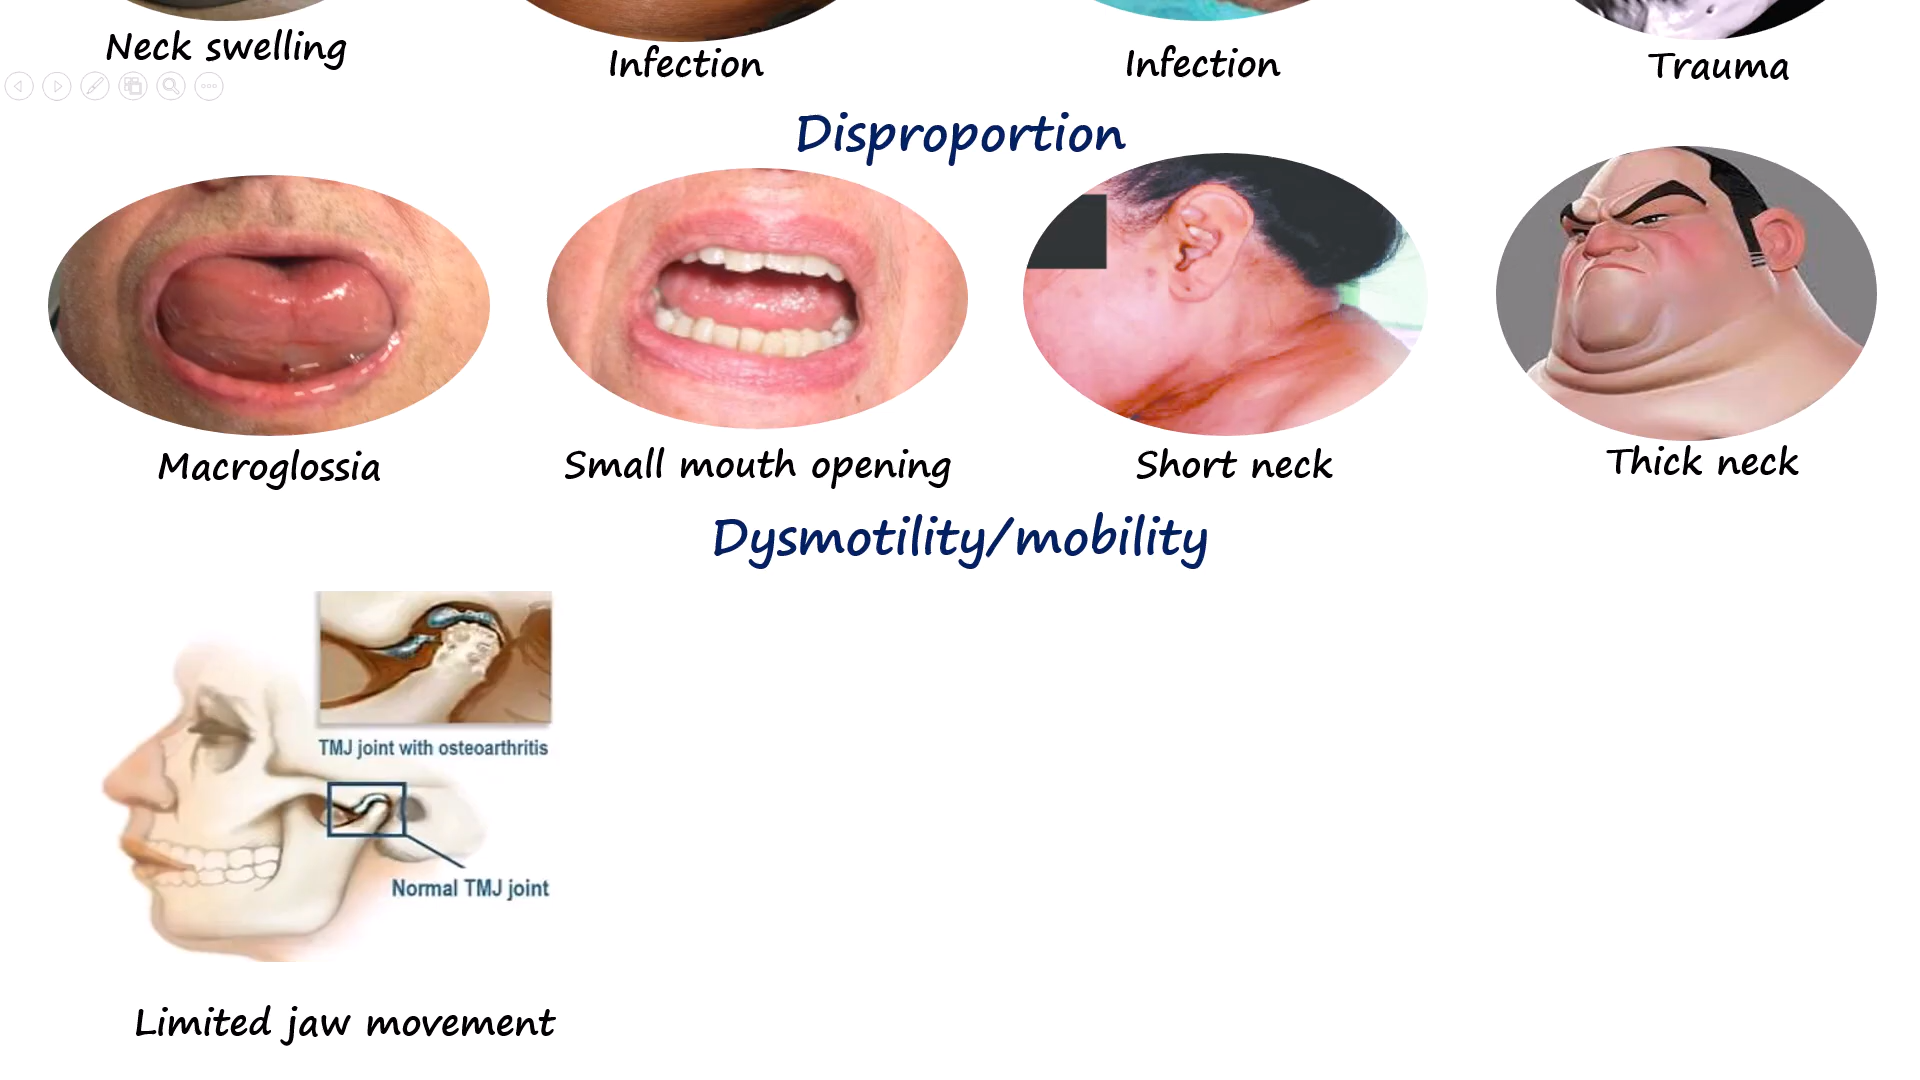 Neck swelling
Infection
Infection
Trauma
Disproportion
Macroglossia
Small mouth opening
Short neck
Thick neck
Dysmotility/mobility
TMJ joint with osteoarthritis
Normal TMJ joint
Limited jaw movement